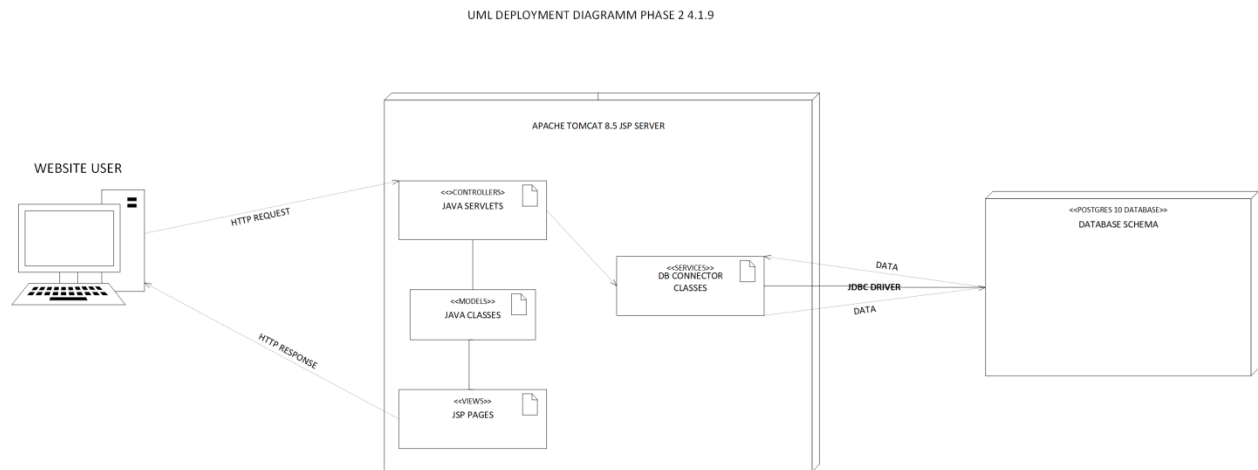 UML DEPLOYMENT DIAGRAMM PHASE 2 4.1.9
APACHE TOMCAT 8.5 JSP SERVER
WEBSITE USER
HTTP REQUEST
HTTP RESPONSE
<<>CONTROLLERS>
JAVA SERVLETS
<<MODELS>>
JAVA CLASSES
<<VIEWS>>
JSP PAGES
<<SERVICES>>
DB CONNECTOR
CLASSES
DATA
JDBC DRIVER
DATA
<<POSTGRES 10 DATABASE>>
DATABASE SCHEMA